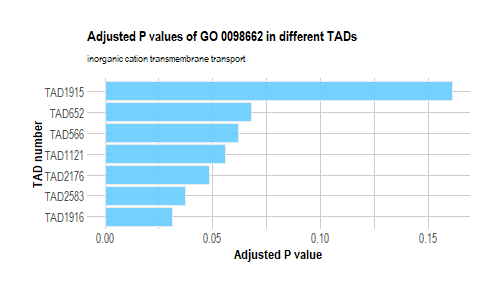 Adjusted P values of GO 0098662 in different TADs
inorganic cation transmembrane transport
TAD1915
TAD652
TAD566
TAD1121
TAD2176
TAD2583
TAD1916
TAD number
0.00 0.05 0.10 0.15
Adjusted P value